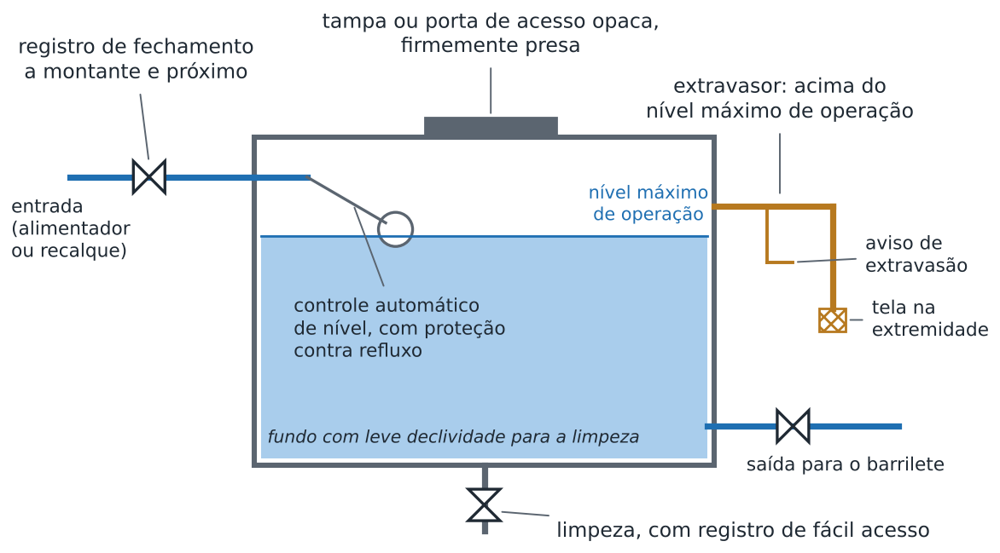 tampa ou porta de acesso opaca,
firmemente presa
registro de fechamento
a montante e próximo
extravasor: acima do
nível máximo de operação
nível máximo
de operação
entrada
(alimentador
ou recalque)
aviso de
extravasão
controle automático
de nível, com proteção
contra refluxo
tela na
extremidade
fundo com leve declividade para a limpeza
saída para o barrilete
limpeza, com registro de fácil acesso